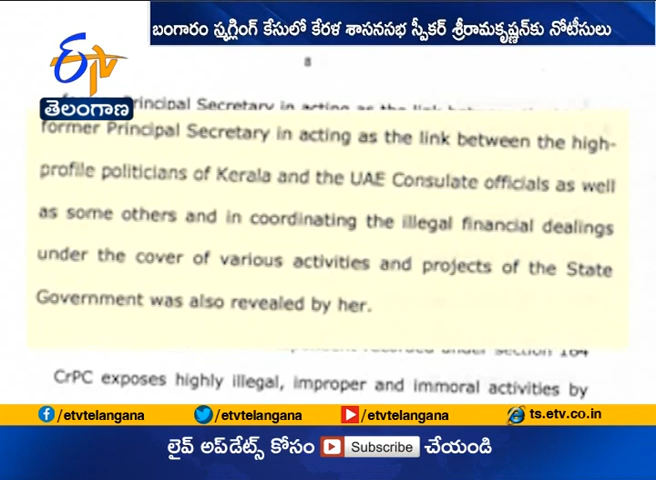 బంగారం స్మగ్లింగ్ కేసులో కేరళ శాసనసభ స్పీకర్ శ్రీరామకృష్ణన్‌కు నోటీసులు
8
ETV
తెలంగాణ
Principal Secretary in acting as the link between
former Principal Secretary in acting as the link between the high-
profile politicians of Kerala and the UAE Consulate officials as well
as some others and in coordinating the illegal financial dealings
under the cover of various activities and projects of the State
Government was also revealed by her.
recorded under section 164
CrPC exposes highly illegal, improper and immoral activities by
/etvtelangana /etvtelangana /etvtelangana ts.etv.co.in
లైవ్ అప్‌డేట్స్ కోసం Subscribe చేయండి